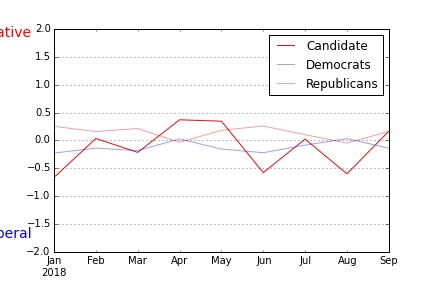 ative
2.0
1.5
1.0
0.5
0.0
−0.5
−1.0
−1.5
−2.0
beral
Candidate
Democrats
Republicans
Jan Feb Mar Apr May Jun Jul Aug Sep
2018